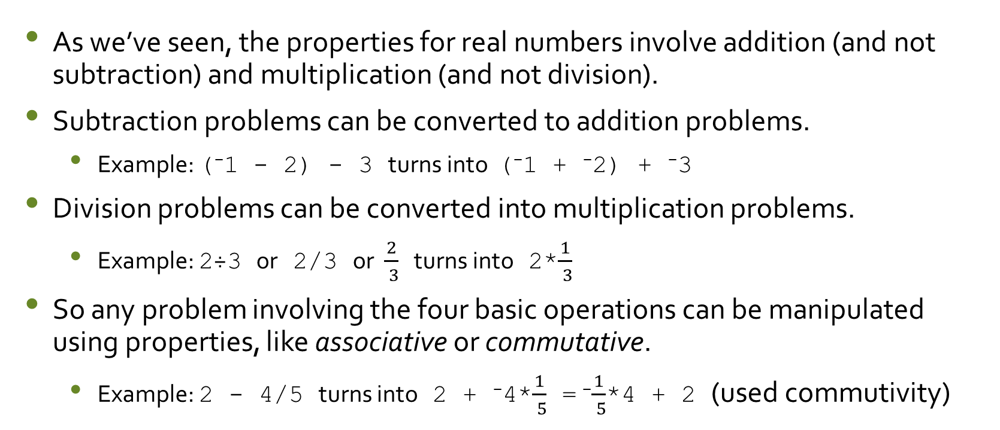 • As we’ve seen, the properties for real numbers involve addition (and not
subtraction) and multiplication (and not division).
• Subtraction problems can be converted to addition problems.
• Example: (⁻1 − 2) − 3 turns into (⁻1 + ⁻2) + ⁻3
• Division problems can be converted into multiplication problems.
• Example: 2÷3 or 2/3 or 2/3 turns into 2*1/3
• So any problem involving the four basic operations can be manipulated
using properties, like associative or commutative.
• Example: 2 − 4/5 turns into 2 + ⁻4*1/5 = ⁻1/5*4 + 2 (used commutivity)